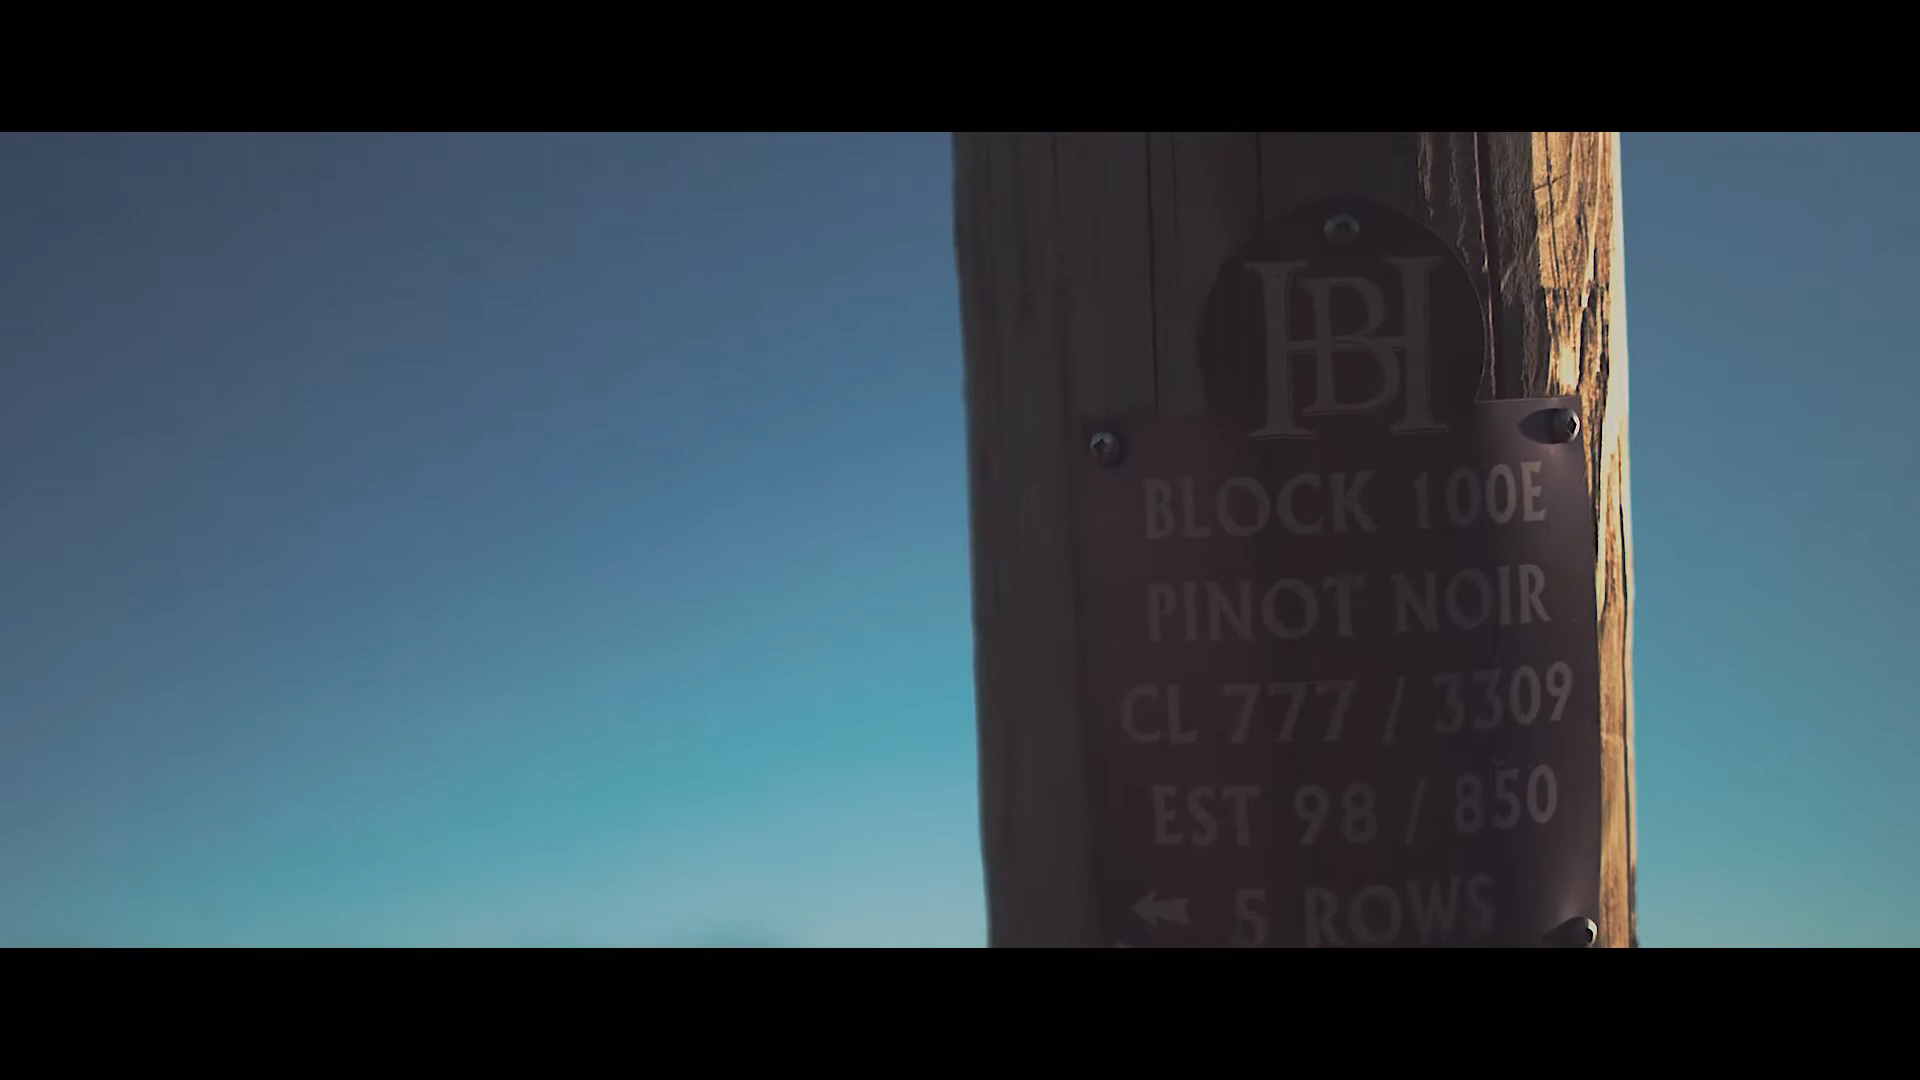 HB
BLOCK 100E
PINOT NOIR
CL 777 / 3309
EST 98 / 850
← 5 ROWS